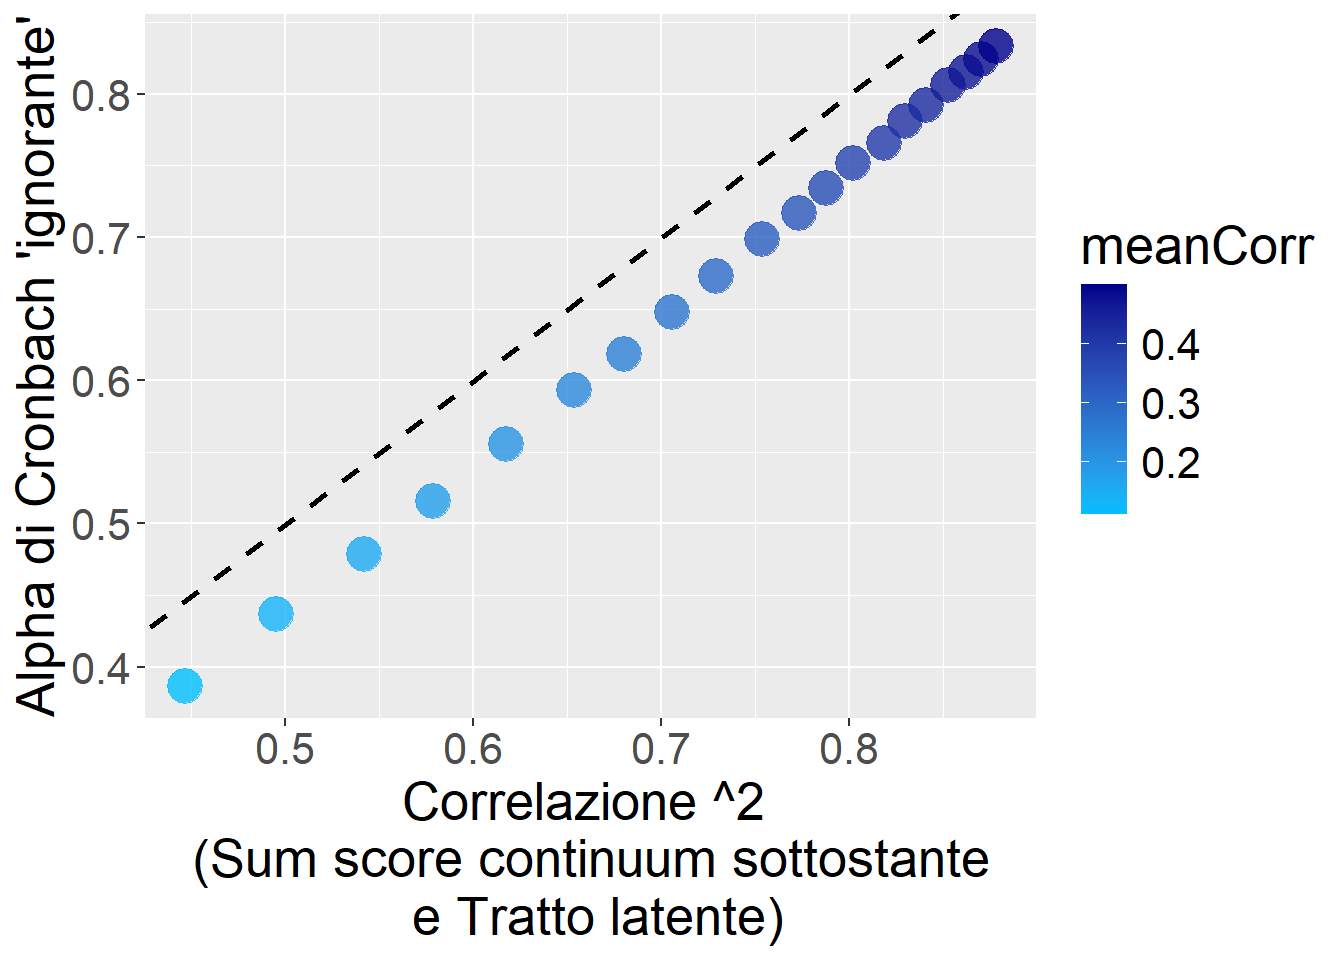 Alpha di Cronbach 'ignorante'
0.8
0.7
0.6
0.5
0.4
0.5 0.6 0.7 0.8
Correlazione ^2
(Sum score continuum sottostante
e Tratto latente)
meanCorr
0.4
0.3
0.2